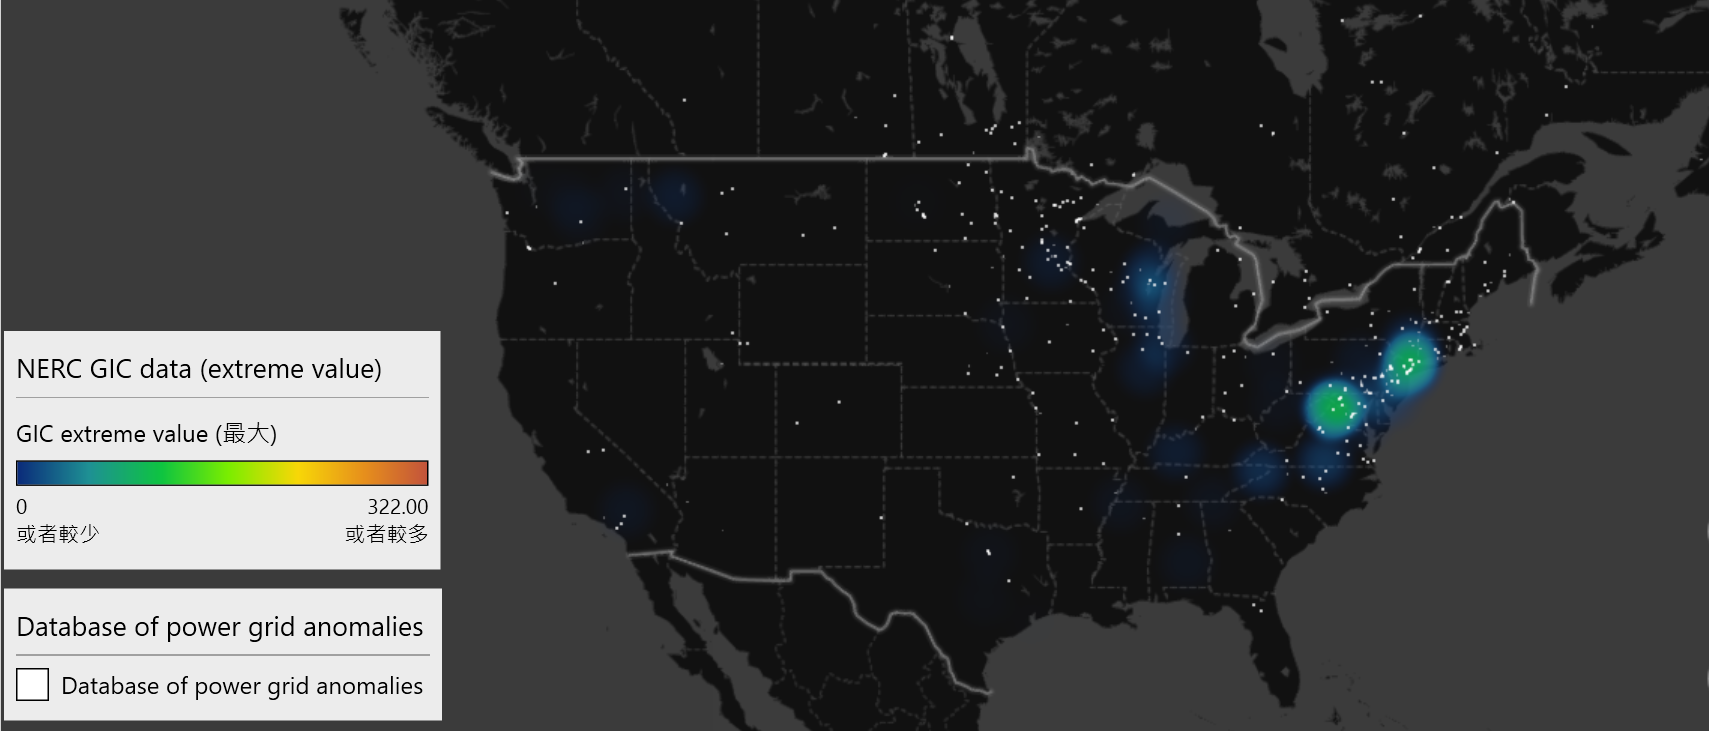 NERC GIC data (extreme value)
GIC extreme value (最大)
0 322.00
或者較少 或者較多
Database of power grid anomalies
Database of power grid anomalies